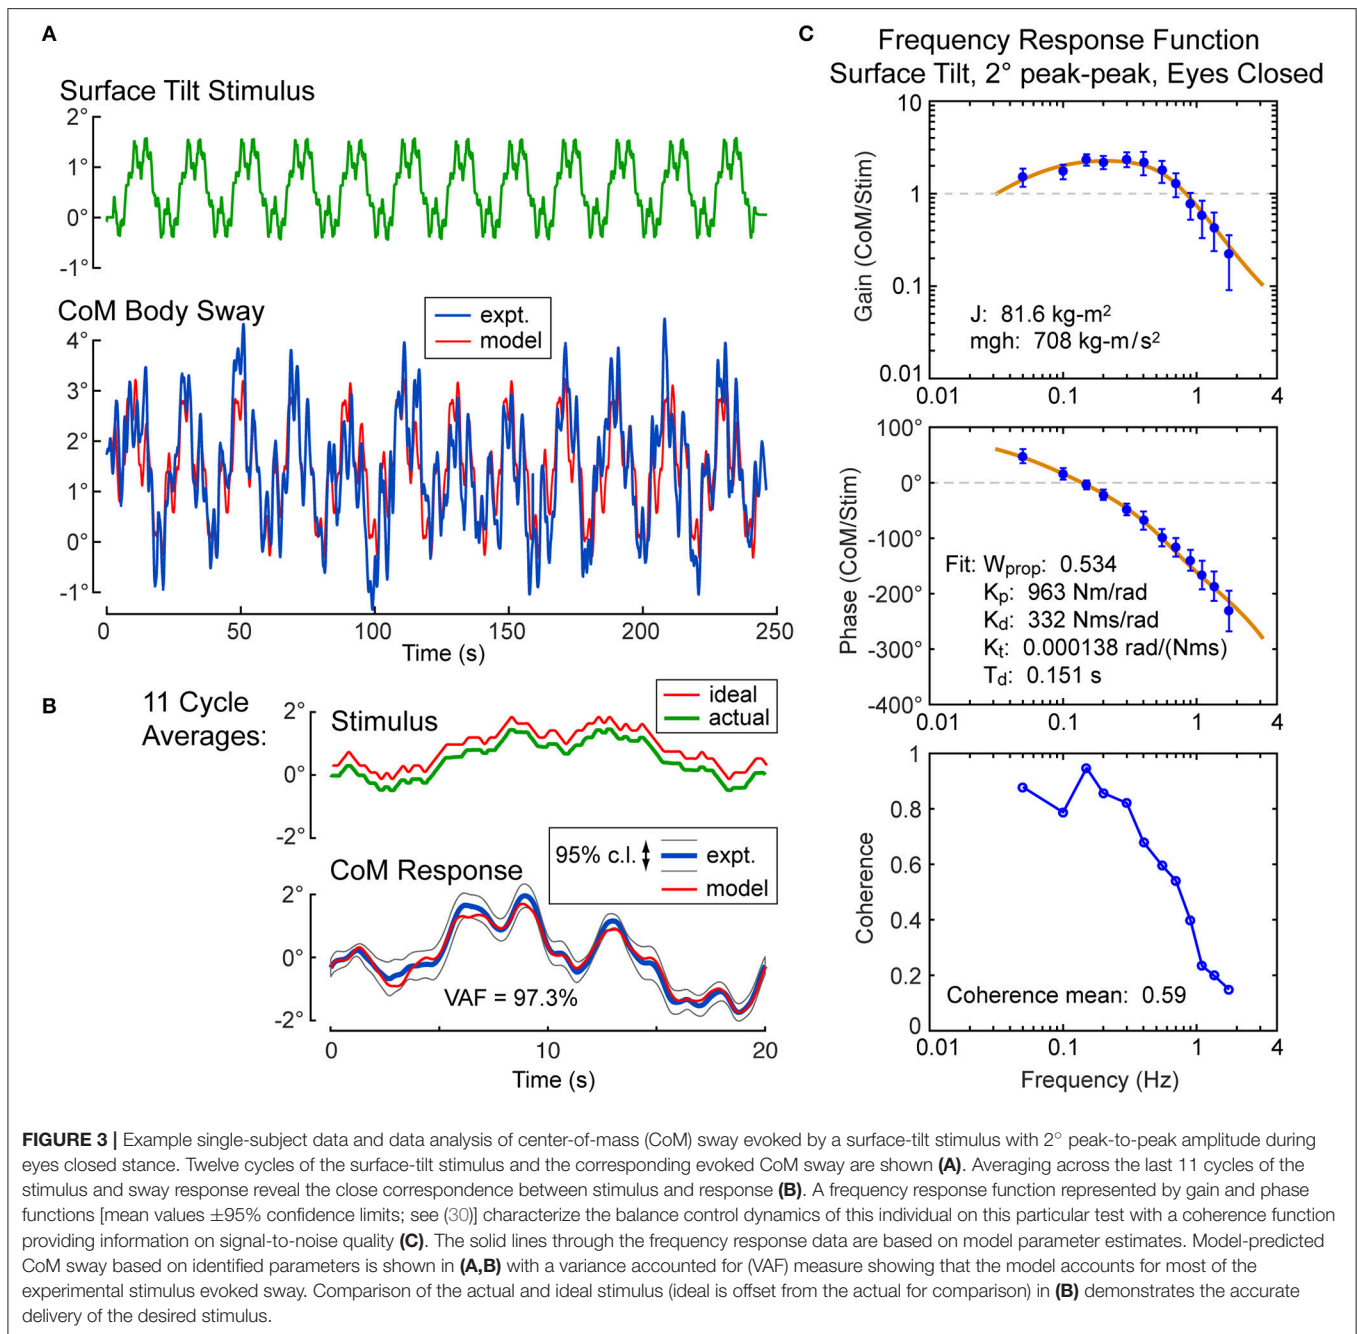 A
Surface Tilt Stimulus
2°
1°
0°
-1°
CoM Body Sway
expt.
model
4°
3°
2°
1°
0°
-1°
0
50
100
150
200
250
Time (s)
B
11 Cycle
Averages:
Stimulus
ideal
actual
2°
0°
-2°
95% c.l.
expt.
model
CoM Response
2°
0°
-2°
VAF = 97.3%
0
10
20
Time (s)
C
Frequency Response Function
Surface Tilt, 2° peak-peak, Eyes Closed
Gain (CoM/Stim)
10
1
0.1
0.01
J: 81.6 kg-m²
mgh: 708 kg-m/s²
0.01
0.1
1
4
Phase (CoM/Stim)
100°
0°
-100°
-200°
-300°
-400°
Fit: Wprop: 0.534
Kp: 963 Nm/rad
Kd: 332 Nms/rad
Kt: 0.000138 rad/(Nms)
Td: 0.151 s
0.01
0.1
1
4
Coherence
1
0.8
0.6
0.4
0.2
0
Coherence mean: 0.59
0.01
0.1
1
4
Frequency (Hz)
FIGURE 3 | Example single-subject data and data analysis of center-of-mass (CoM) sway evoked by a surface-tilt stimulus with 2° peak-to-peak amplitude during
eyes closed stance. Twelve cycles of the surface-tilt stimulus and the corresponding evoked CoM sway are shown (A). Averaging across the last 11 cycles of the
stimulus and sway response reveal the close correspondence between stimulus and response (B). A frequency response function represented by gain and phase
functions [mean values ±95% confidence limits; see (30)] characterize the balance control dynamics of this individual on this particular test with a coherence function
providing information on signal-to-noise quality (C). The solid lines through the frequency response data are based on model parameter estimates. Model-predicted
CoM sway based on identified parameters is shown in (A,B) with a variance accounted for (VAF) measure showing that the model accounts for most of the
experimental stimulus evoked sway. Comparison of the actual and ideal stimulus (ideal is offset from the actual for comparison) in (B) demonstrates the accurate
delivery of the desired stimulus.